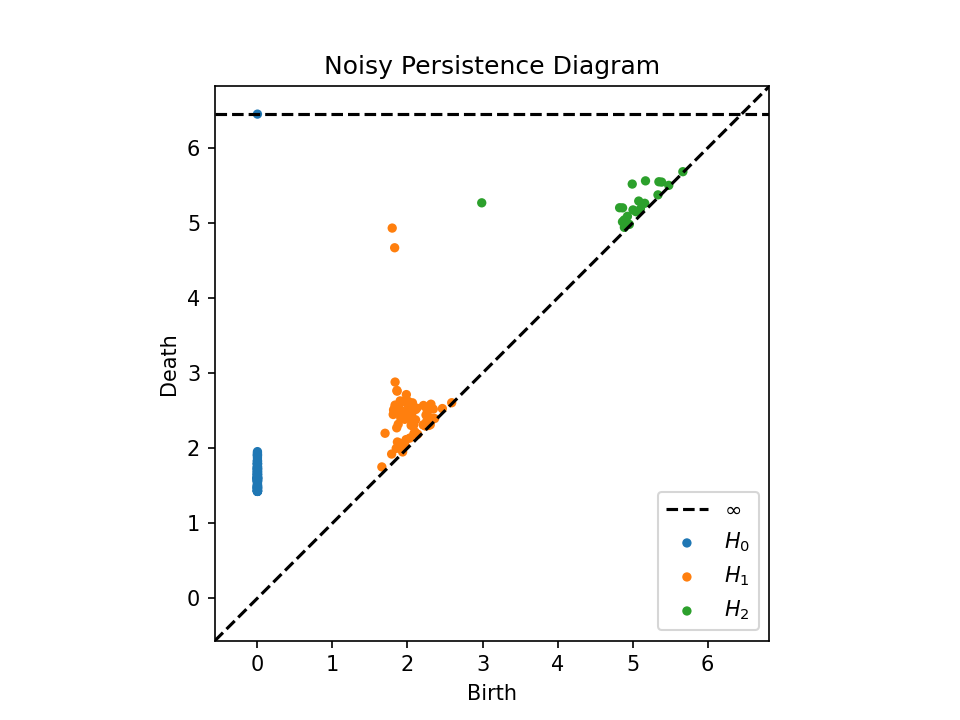 Noisy Persistence Diagram
Death
6
5
4
3
2
1
0
∞
H₀
H₁
H₂
0 1 2 3 4 5 6
Birth